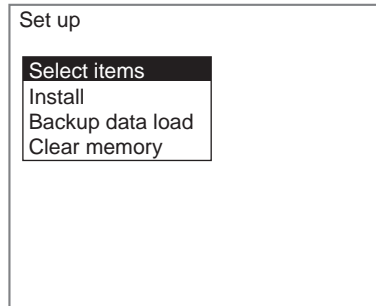 Set up
Select items
Install
Backup data load
Clear memory